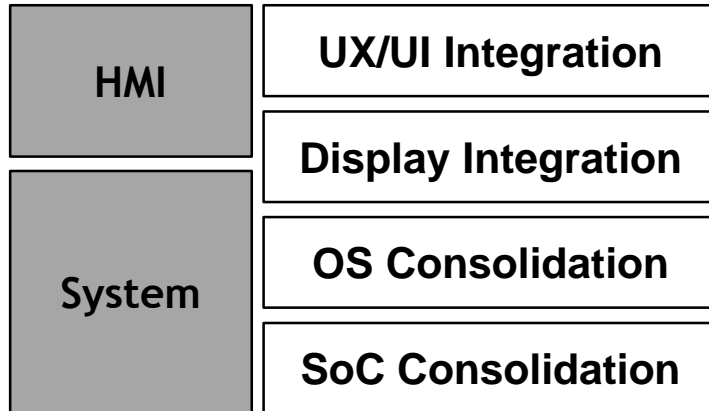 HMI
UX/UI Integration
Display Integration
System
OS Consolidation
SoC Consolidation